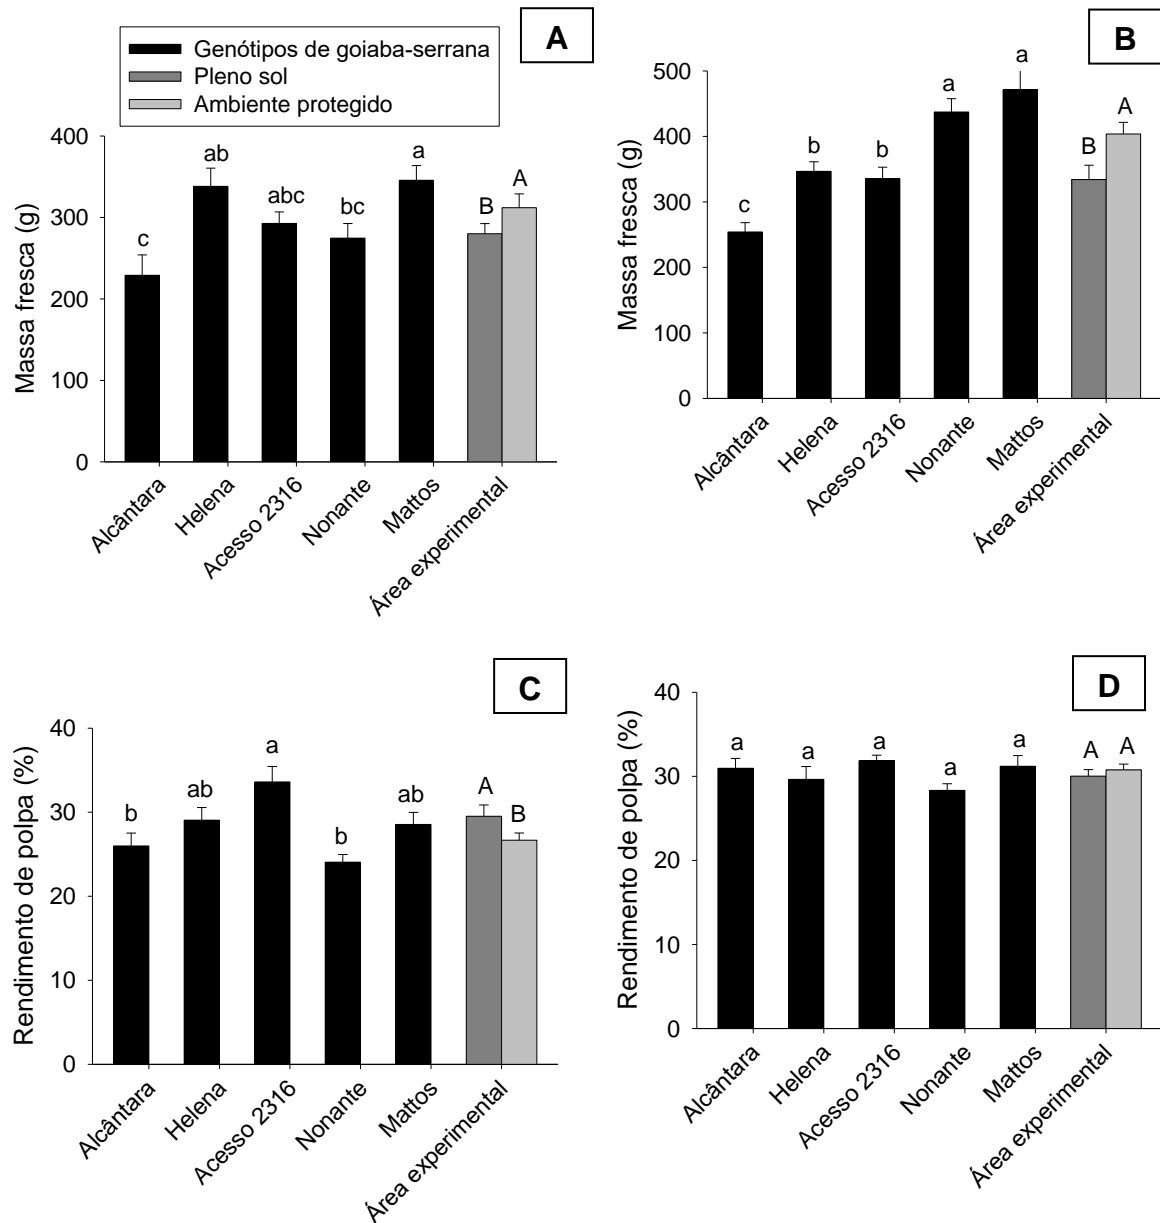 A
Genótipos de goiaba-serrana
Pleno sol
Ambiente protegido
Massa fresca (g)
400
300
200
100
0
c
ab
abc
bc
a
B
A
Alcântara
Helena
Acesso 2316
Nonante
Mattos
Área experimental
B
Massa fresca (g)
500
400
300
200
100
0
c
b
b
a
a
B
A
Alcântara
Helena
Acesso 2316
Nonante
Mattos
Área experimental
C
Rendimento de polpa (%)
40
30
20
10
0
b
ab
a
b
ab
A
B
Alcântara
Helena
Acesso 2316
Nonante
Mattos
Área experimental
D
Rendimento de polpa (%)
40
30
20
10
0
a
a
a
a
a
A
A
Alcântara
Helena
Acesso 2316
Nonante
Mattos
Área experimental